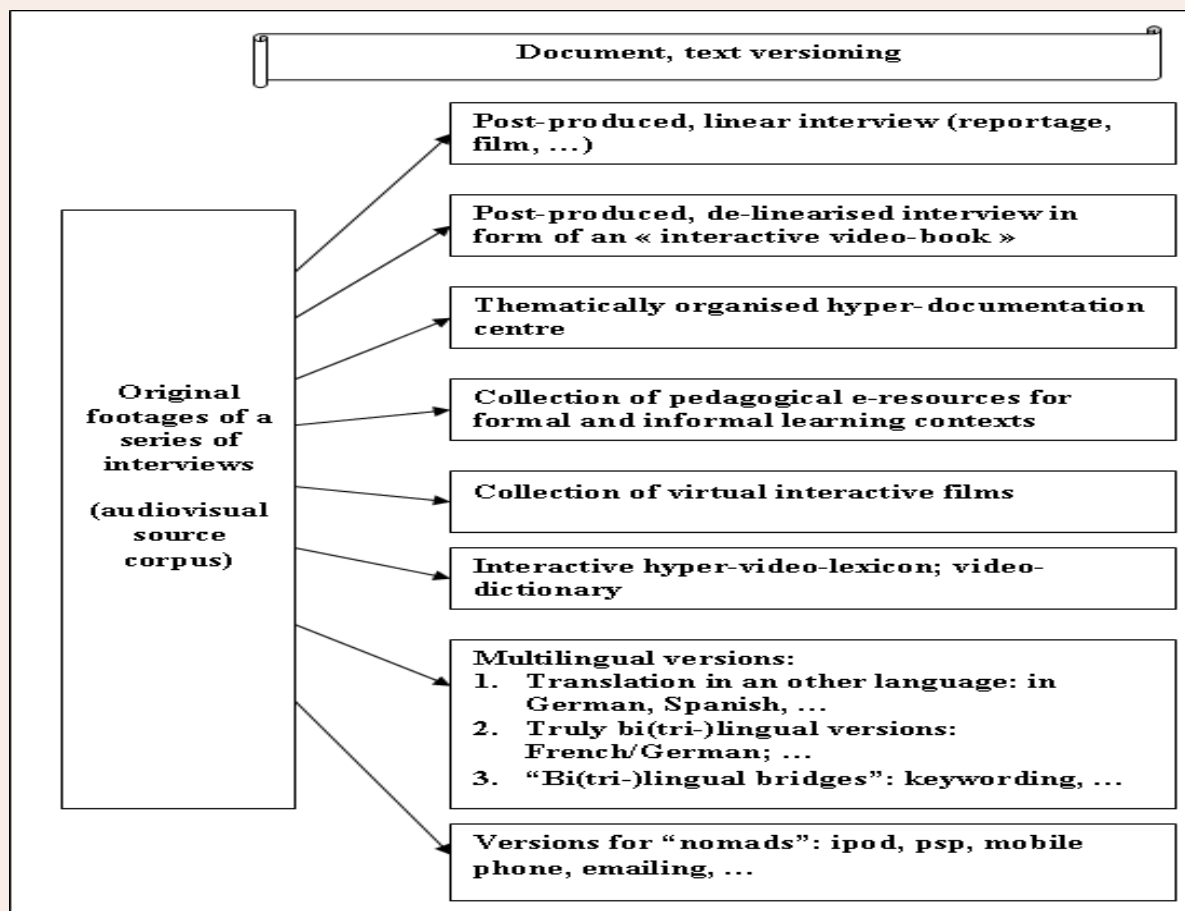 Document, text versioning
Original
footages of a
series of
interviews
(audiovisual
source
corpus)
Post-produced, linear interview (reportage,
film, …)
Post-produced, de-linearised interview in
form of an « interactive video-book »
Thematically organised hyper-documentation
centre
Collection of pedagogical e-resources for
formal and informal learning contexts
Collection of virtual interactive films
Interactive hyper-video-lexicon; video-
dictionary
Multilingual versions:
1. Translation in an other language: in
German, Spanish, …
2. Truly bi(tri-)lingual versions:
French/German; …
3. “Bi(tri-)lingual bridges”: keywording, …
Versions for “nomads”: ipod, psp, mobile
phone, emailing, …